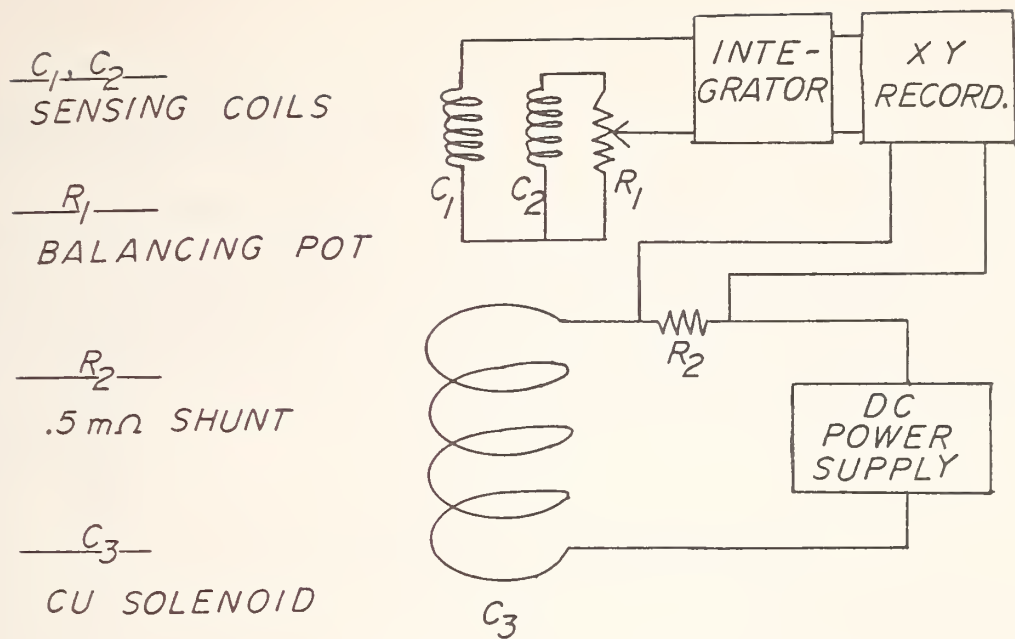 C1, C2
SENSING COILS
R1
BALANCING POT
R2
.5 mΩ SHUNT
C3
CU SOLENOID
INTE-
GRATOR
XY
RECORD.
C1
C2
R1
R2
DC
POWER
SUPPLY
C3